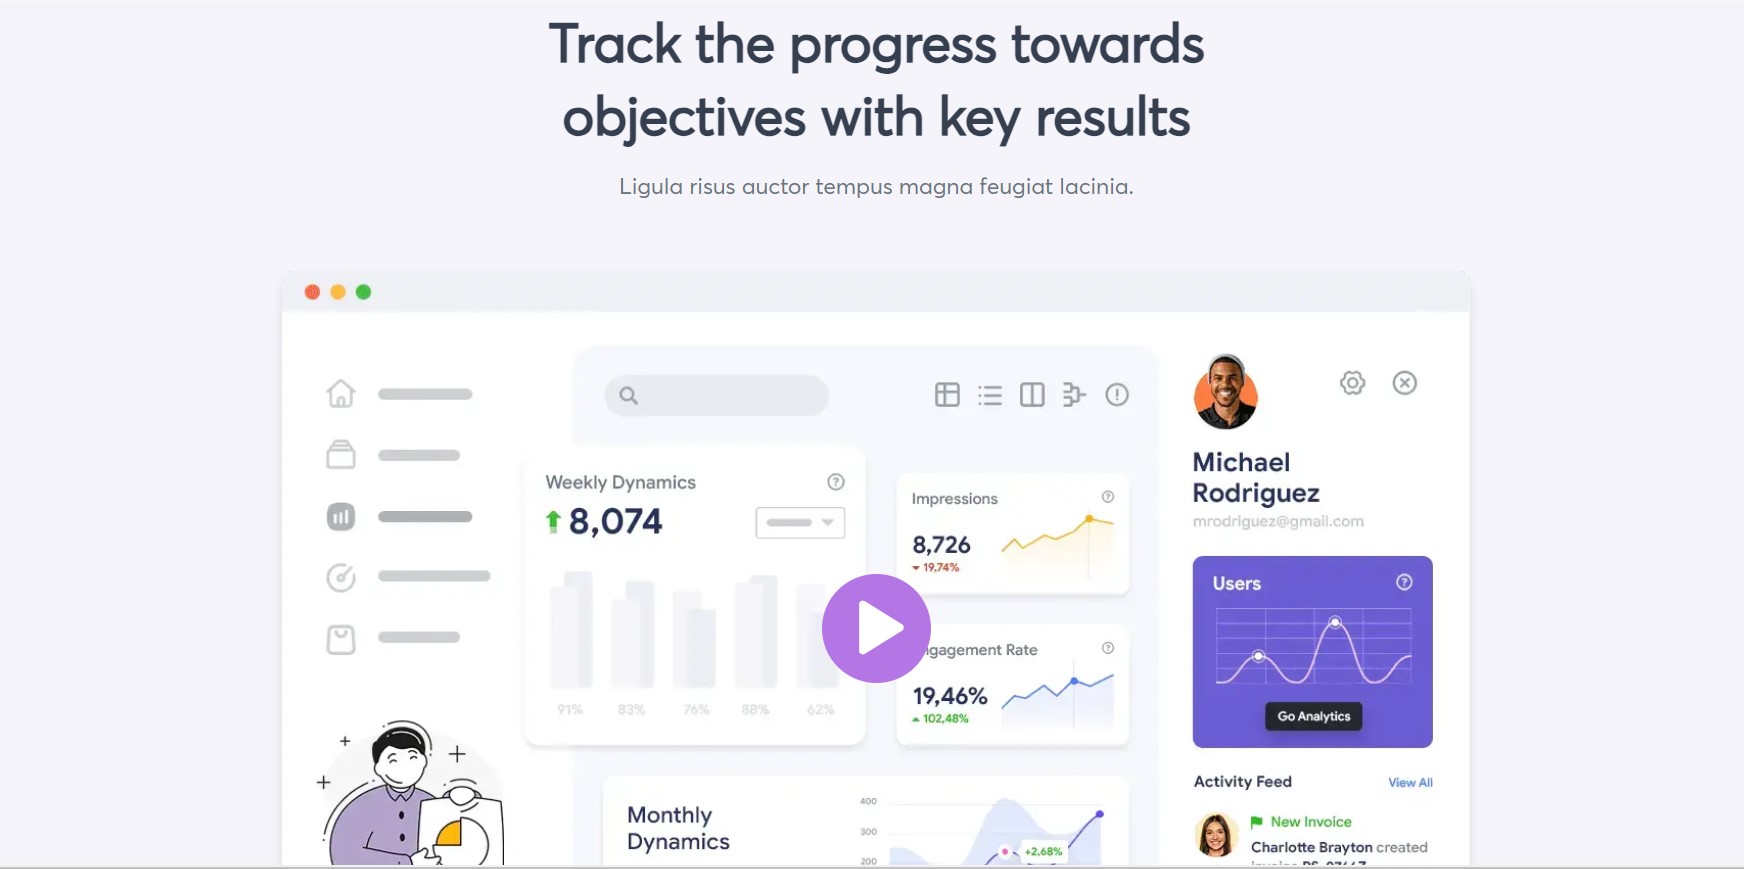 Track the progress towards
objectives with key results
Ligula risus auctor tempus magna feugiat lacinia.
Weekly Dynamics
8,074
91% 83% 76% 88% 62%
Impressions
8,726
19,74%
ngagement Rate
19,46%
102,48%
Monthly
Dynamics
400
300
200
+2,68%
Michael
Rodriguez
mrodriguez@gmail.com
Users
Go Analytics
Activity Feed View All
New Invoice
Charlotte Brayton created